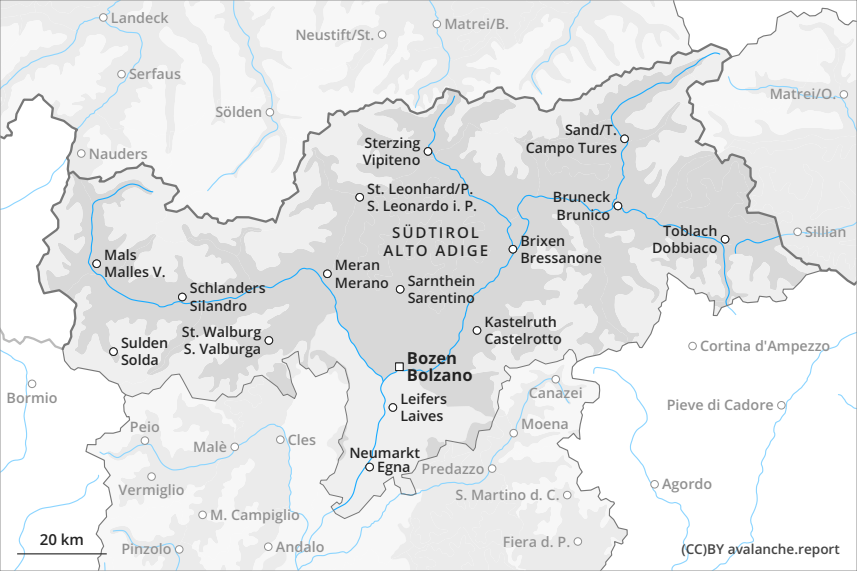 Landeck
Matrei/B.
Neustift/St.
Serfaus
Matrei/O.
Sölden
Sand/T.
Campo Tures
Sterzing
Vipiteno
Nauders
St. Leonhard/P.
S. Leonardo i. P.
Bruneck
Brunico
SÜDTIROL
ALTO ADIGE
Toblach
Dobbiaco
Sillian
Brixen
Bressanone
Mals
Malles V.
Meran
Merano
Sarnthein
Sarentino
Schlanders
Silandro
Kastelruth
Castelrotto
St. Walburg
S. Valburga
Sulden
Solda
Cortina d'Ampezzo
Bozen
Bolzano
Canazei
Bormio
Leifers
Laives
Pieve di Cadore
Peio
Moena
Malè
Cles
Neumarkt
Egna
Predazzo
Vermiglio
Agordo
S. Martino d. C.
M. Campiglio
20 km
Pinzolo
Andalo
Fiera d. P.
(CC)BY avalanche.report